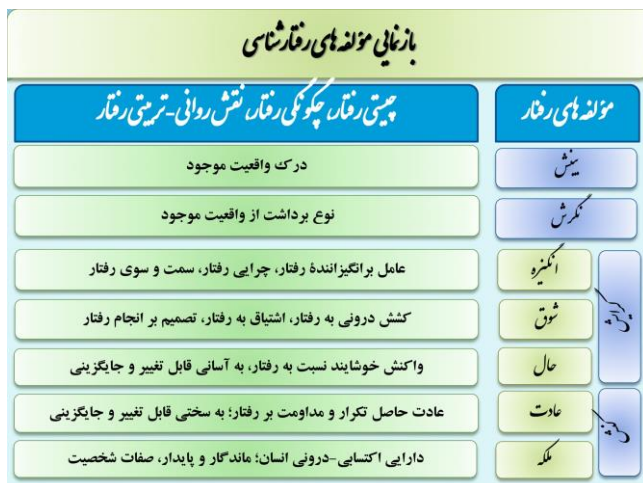 بازنمایی مؤلفه‌های رفتارشناسی
مؤلفه‌های رفتار
چیستی رفتار، چگونگی رفتار، نقش روانی-تربیتی رفتار
بینش
درک واقعیت موجود
نگرش
نوع برداشت از واقعیت موجود
گرایش
انگیزه
عامل برانگیزانندهٔ رفتار، چرایی رفتار، سمت و سوی رفتار
شوق
کشش درونی به رفتار، اشتیاق به رفتار، تصمیم بر انجام رفتار
حال
واکنش خوشایند نسبت به رفتار، به آسانی قابل تغییر و جایگزینی
کنش
عادت
عادت حاصل تکرار و مداومت بر رفتار؛ به سختی قابل تغییر و جایگزینی
ملکه
دارایی اکتسابی-درونی انسان؛ ماندگار و پایدار، صفات شخصیت